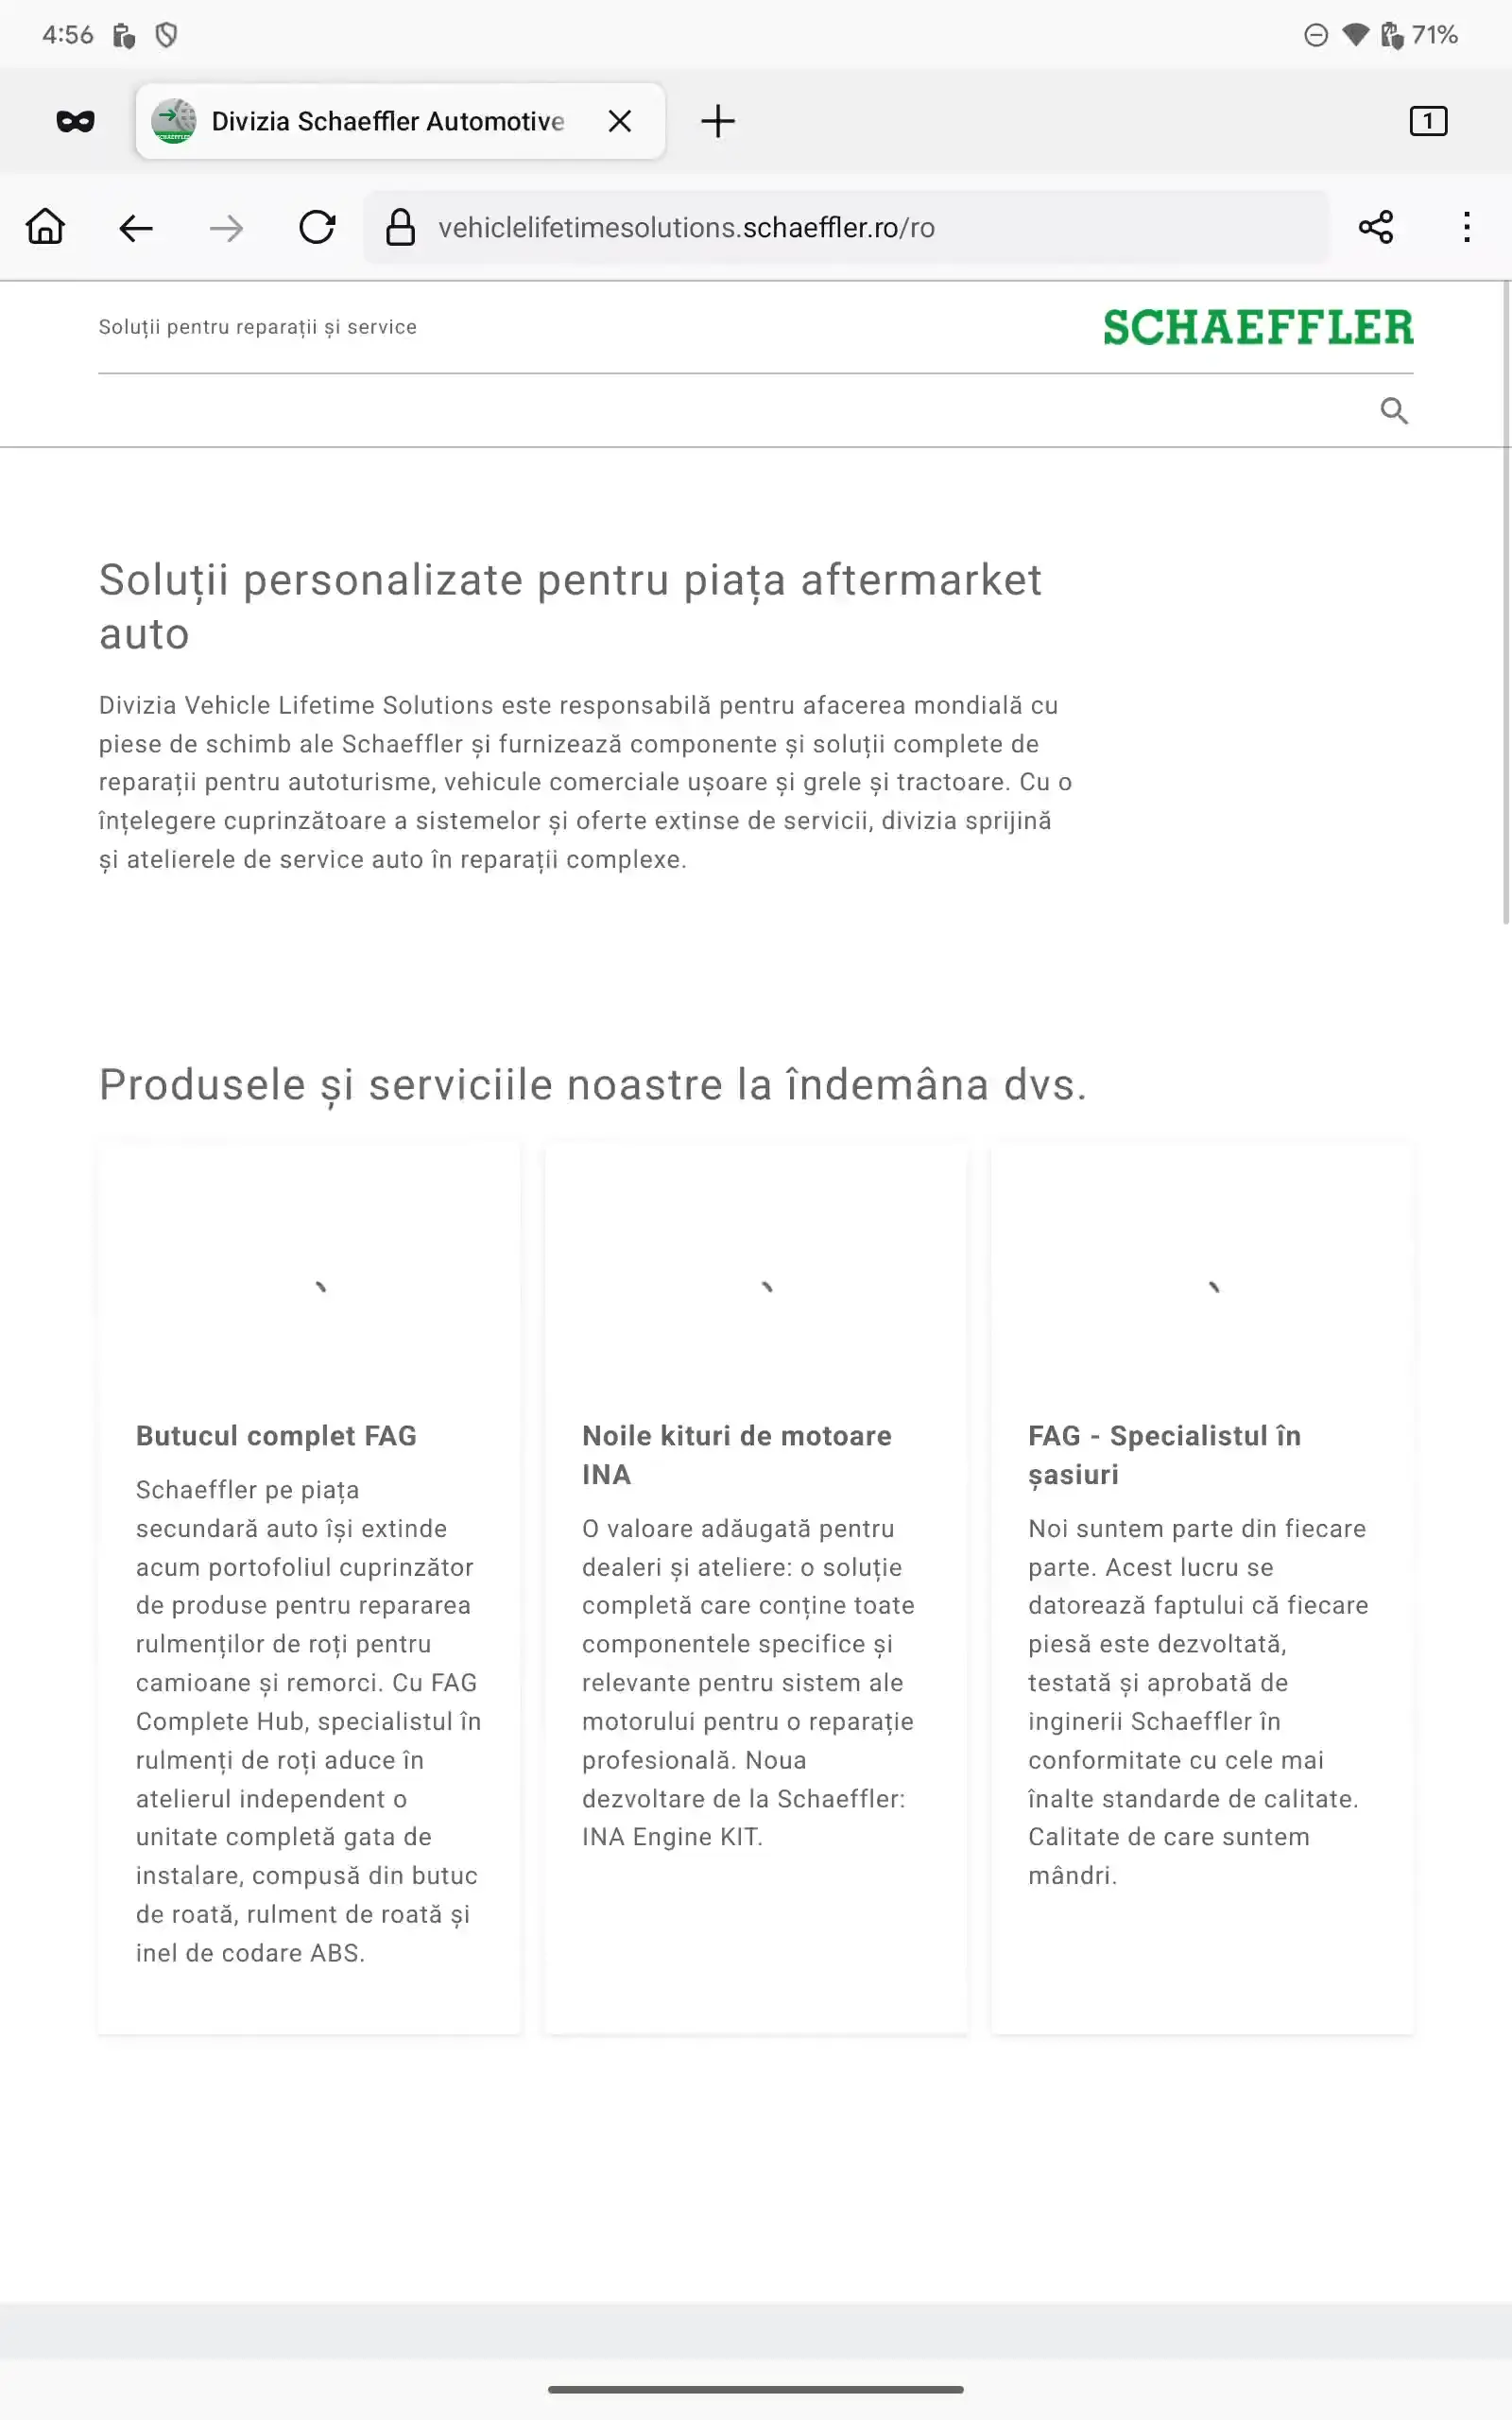 4:56
71%
Divizia Schaeffler Automotive
1
vehiclelifetimesolutions.schaeffler.ro/ro
Soluții pentru reparații și service
SCHAEFFLER
Soluții personalizate pentru piața aftermarket
auto
Divizia Vehicle Lifetime Solutions este responsabilă pentru afacerea mondială cu
piese de schimb ale Schaeffler și furnizează componente și soluții complete de
reparații pentru autoturisme, vehicule comerciale ușoare și grele și tractoare. Cu o
înțelegere cuprinzătoare a sistemelor și oferte extinse de servicii, divizia sprijină
și atelierele de service auto în reparații complexe.
Produsele și serviciile noastre la îndemâna dvs.
Butucul complet FAG
Schaeffler pe piața
secundară auto își extinde
acum portofoliul cuprinzător
de produse pentru repararea
rulmenților de roți pentru
camioane și remorci. Cu FAG
Complete Hub, specialistul în
rulmenți de roți aduce în
atelierul independent o
unitate completă gata de
instalare, compusă din butuc
de roată, rulment de roată și
inel de codare ABS.
Noile kituri de motoare
INA
O valoare adăugată pentru
dealeri și ateliere: o soluție
completă care conține toate
componentele specifice și
relevante pentru sistem ale
motorului pentru o reparație
profesională. Noua
dezvoltare de la Schaeffler:
INA Engine KIT.
FAG - Specialistul în
șasiuri
Noi suntem parte din fiecare
parte. Acest lucru se
datorează faptului că fiecare
piesă este dezvoltată,
testată și aprobată de
inginerii Schaeffler în
conformitate cu cele mai
înalte standarde de calitate.
Calitate de care suntem
mândri.